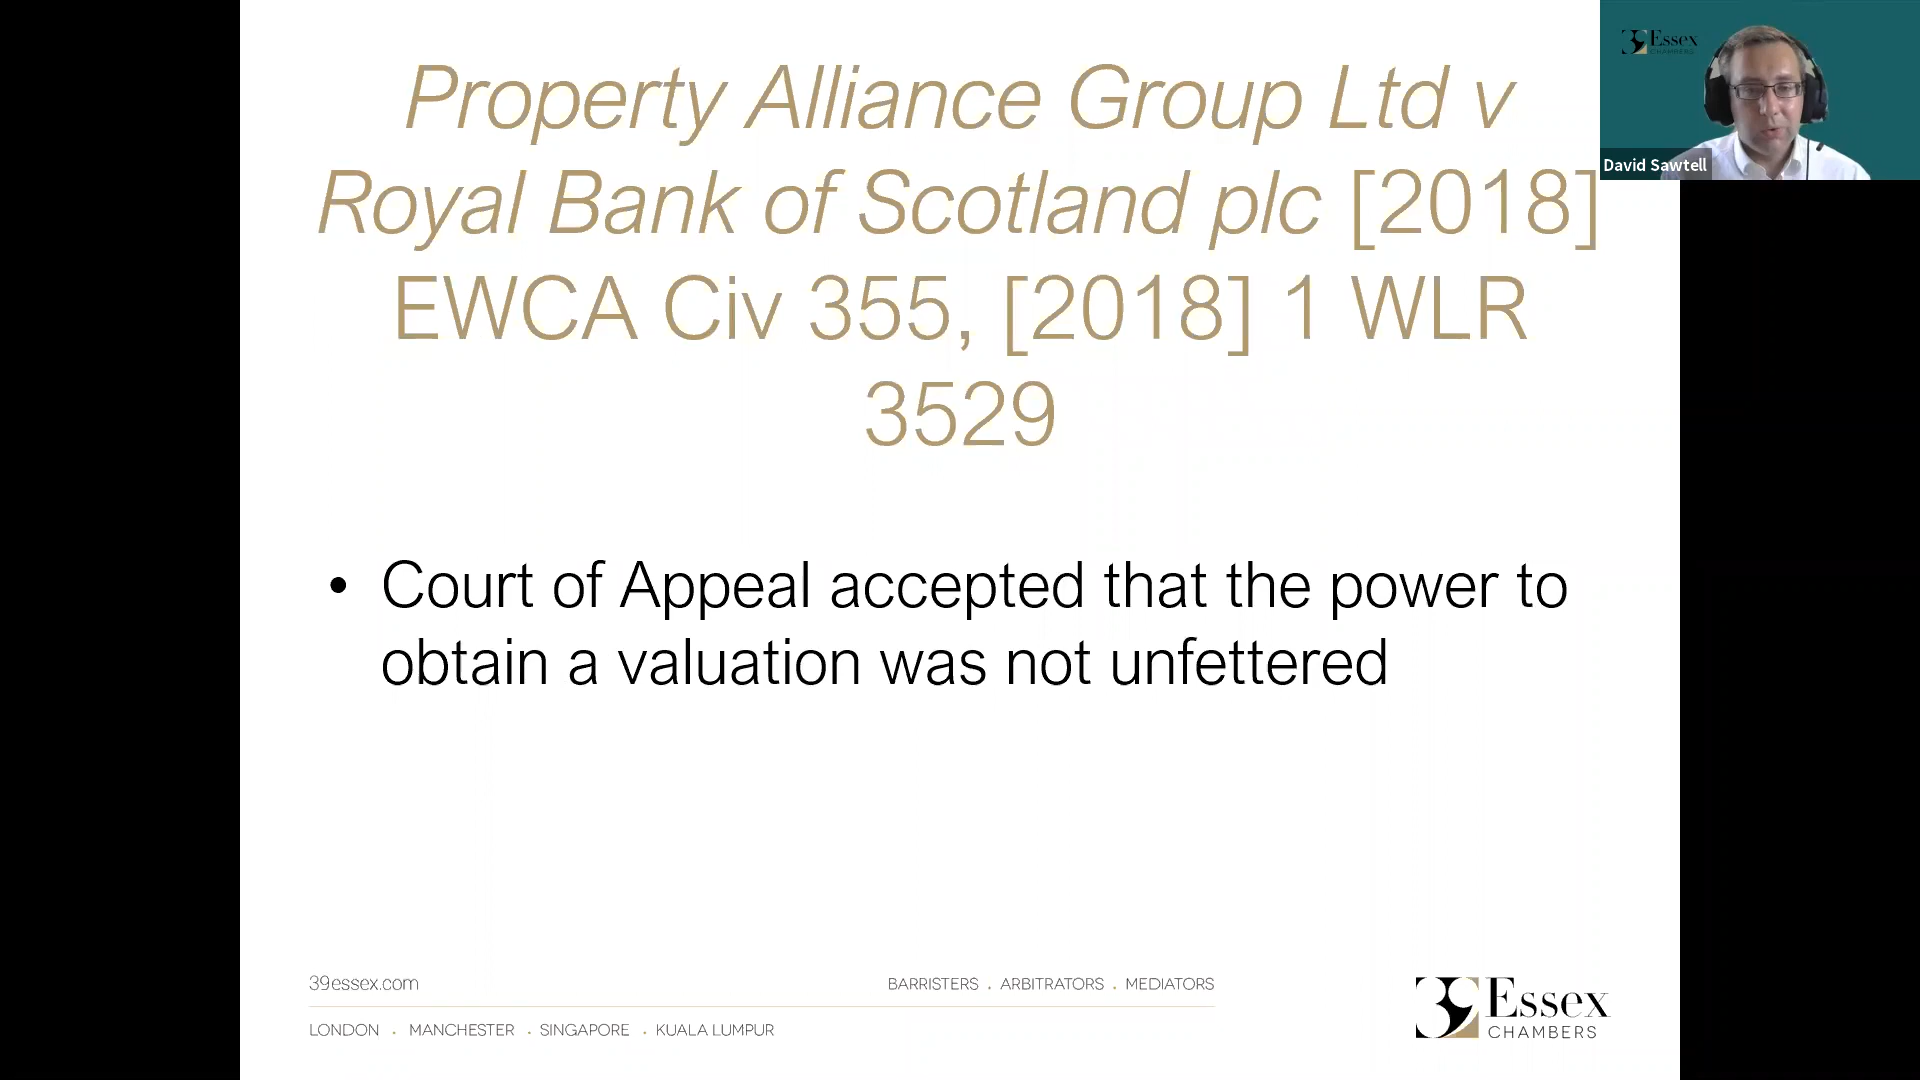 Property Alliance Group Ltd v
Royal Bank of Scotland plc [2018]
EWCA Civ 355, [2018] 1 WLR
3529
• Court of Appeal accepted that the power to
obtain a valuation was not unfettered
39essex.com
BARRISTERS . ARBITRATORS . MEDIATORS
LONDON . MANCHESTER . SINGAPORE . KUALA LUMPUR
39 Essex
CHAMBERS
39 Essex
CHAMBERS
David Sawtell